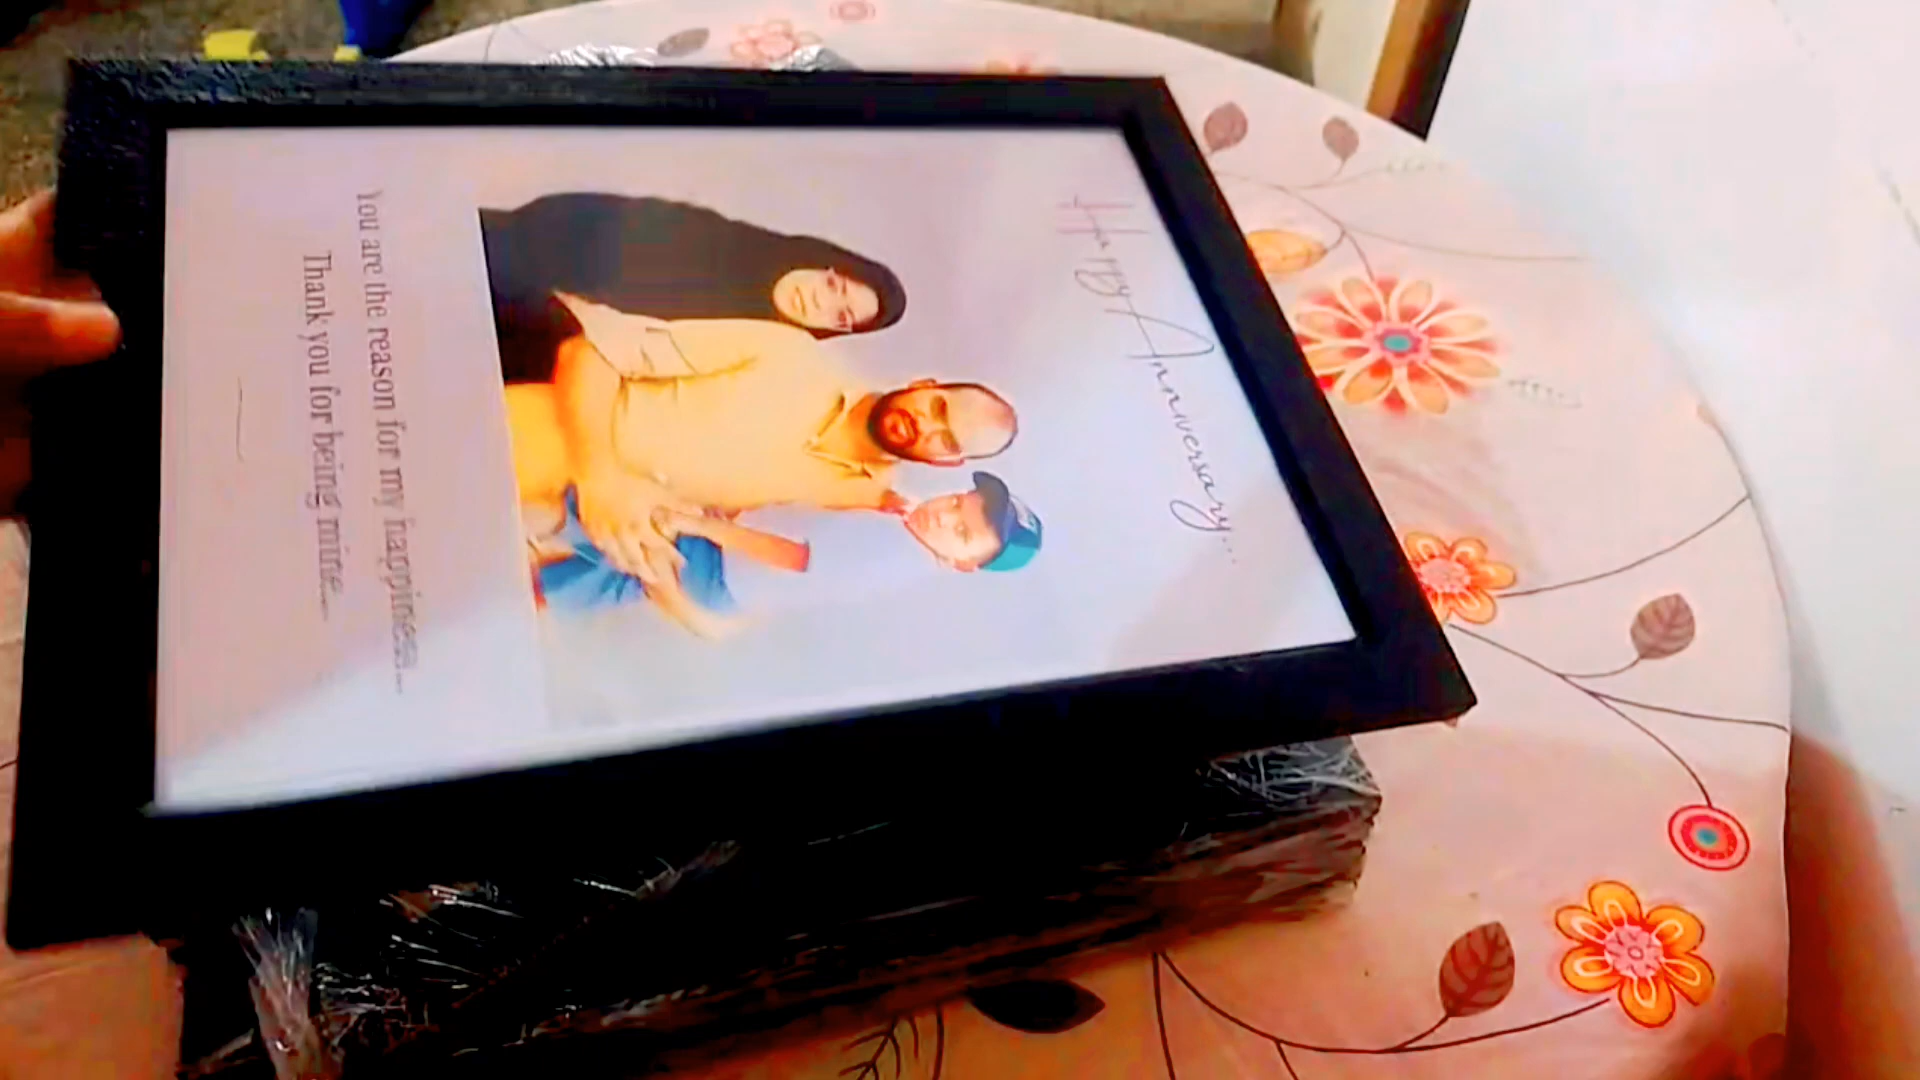 Happy Anniversary...
You are the reason for my happiness...
Thank you for being mine...